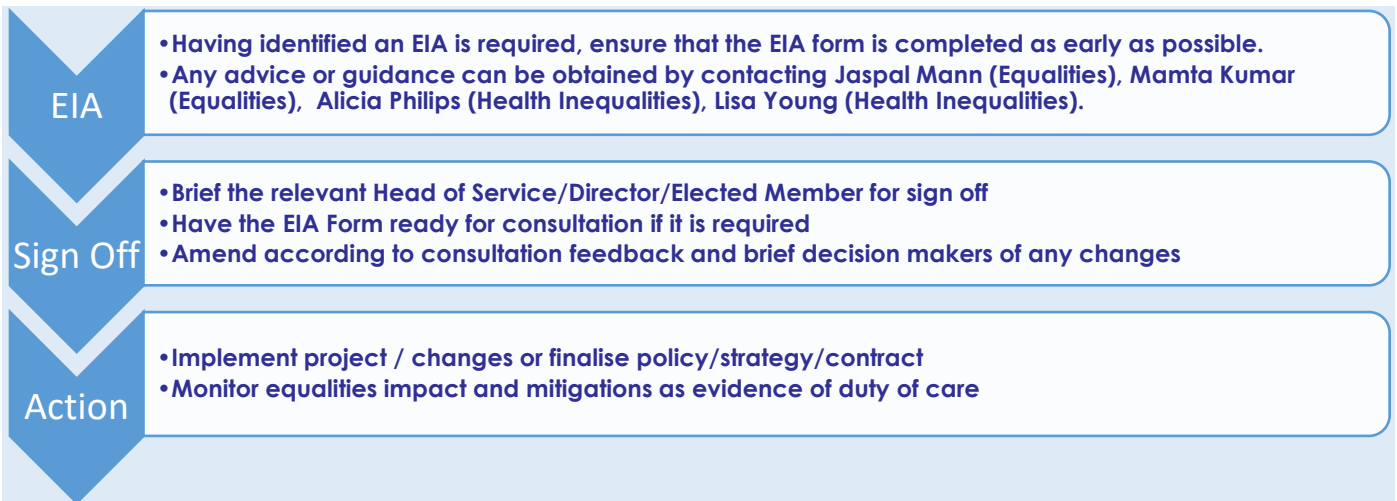 EIA
•Having identified an EIA is required, ensure that the EIA form is completed as early as possible.
•Any advice or guidance can be obtained by contacting Jaspal Mann (Equalities), Mamta Kumar
(Equalities), Alicia Philips (Health Inequalities), Lisa Young (Health Inequalities).
Sign Off
•Brief the relevant Head of Service/Director/Elected Member for sign off
•Have the EIA Form ready for consultation if it is required
•Amend according to consultation feedback and brief decision makers of any changes
Action
•Implement project / changes or finalise policy/strategy/contract
•Monitor equalities impact and mitigations as evidence of duty of care